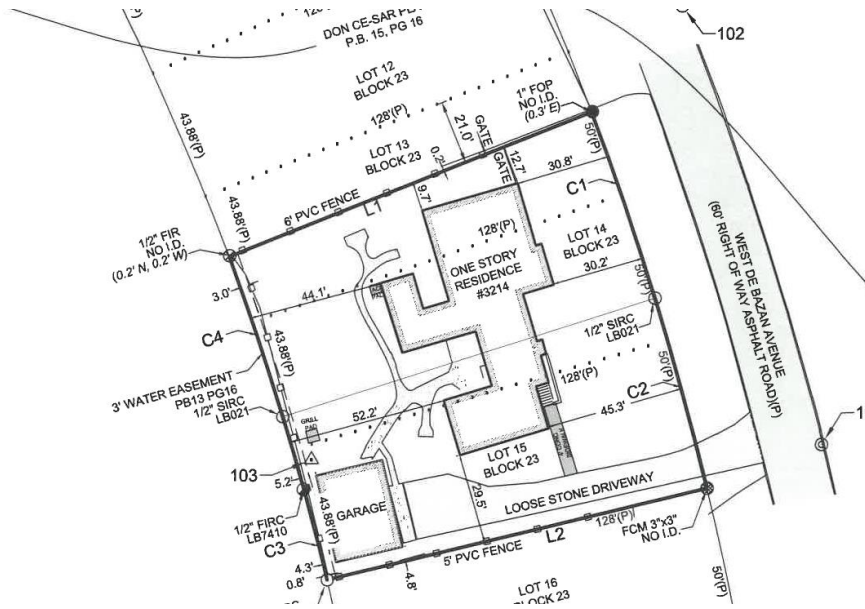 128'(P)
DON CE-SAR
P.B. 15, PG 16
102
LOT 12
BLOCK 23
1" FOP
NO I.D.
(0.3' E)
43.88'(P)
128'(P)
21.0'
GATE
GATE
50'(P)
LOT 13
BLOCK 23
0.2'
12.7'
30.8'
9.7'
C1
6' PVC FENCE
L1
43.88'(P)
1/2" FIR
NO I.D.
(0.2' N, 0.2' W)
128'(P)
LOT 14
BLOCK 23
WEST DE BAZAN AVENUE
(60' RIGHT OF WAY ASPHALT ROAD)(P)
ONE STORY
RESIDENCE
#3214
30.2'
50'(P)
3.0'
44.1'
C4
43.88'(P)
1/2" SIRC
LB021
50'(P)
3' WATER EASEMENT
PB13 PG16
1/2" SIRC
LB021
128'(P)
C2
52.2'
45.3'
GRILL
PAD
103
LOT 15
BLOCK 23
5.2'
29.5'
1/2" FIRC
LB7410
43.88'(P)
GARAGE
LOOSE STONE DRIVEWAY
128'(P)
FCM 3"x3"
NO I.D.
C3
L2
5' PVC FENCE
4.3'
0.8'
4.8'
50'(P)
LOT 16
BLOCK 23